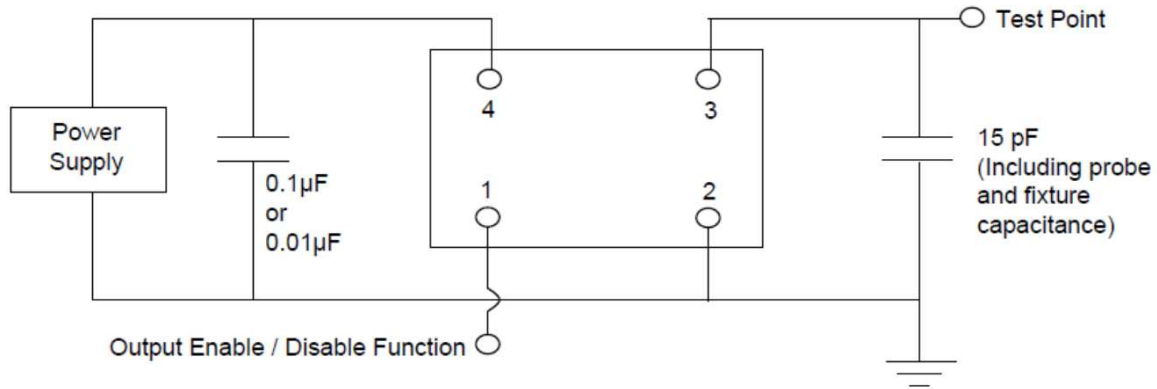 Test Point
4
3
Power
Supply
0.1µF
or
0.01µF
1
2
15 pF
(Including probe
and fixture
capacitance)
Output Enable / Disable Function